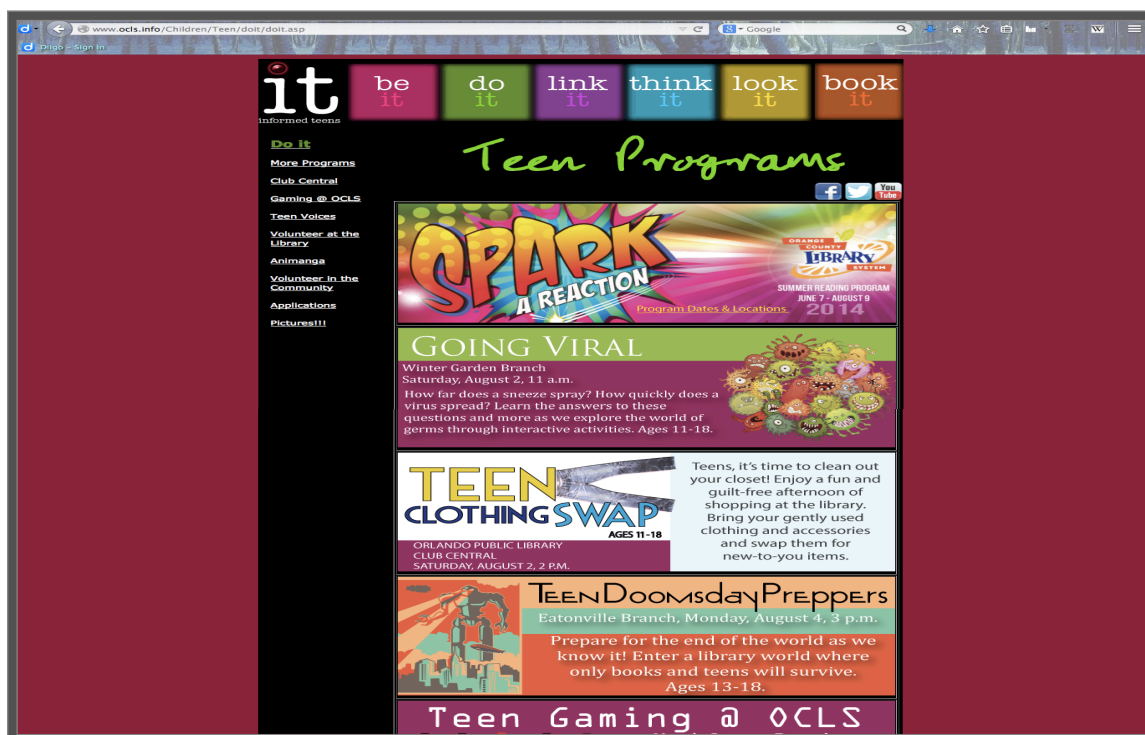 Diigo - Sign In
www.ocls.info/Children/Teen/doit/doit.asp
Google
W
it
informed teens
be
it
do
it
link
it
think
it
look
it
book
it
Do it
More Programs
Club Central
Gaming @ OCLS
Teen Voices
Volunteer at the
Library
Animanga
Volunteer in the
Community
Applications
Pictures!!!
Teen Programs
You
Tube
SPARK
A REACTION
ORANGE
COUNTY
LIBRARY
SYSTEM
SUMMER READING PROGRAM
JUNE 7 - AUGUST 9
2014
Program Dates & Locations
GOING VIRAL
Winter Garden Branch
Saturday, August 2, 11 a.m.
How far does a sneeze spray? How quickly does a
virus spread? Learn the answers to these
questions and more as we explore the world of
germs through interactive activities. Ages 11-18.
TEEN
CLOTHING SWAP
AGES 11-18
ORLANDO PUBLIC LIBRARY
CLUB CENTRAL
SATURDAY, AUGUST 2, 2 P.M.
Teens, it's time to clean out
your closet! Enjoy a fun and
guilt-free afternoon of
shopping at the library.
Bring your gently used
clothing and accessories
and swap them for
new-to-you items.
TEEN DOOMSDAY PREPPERS
Eatonville Branch, Monday, August 4, 3 p.m.
Prepare for the end of the world as we
know it! Enter a library world where
only books and teens will survive.
Ages 13-18.
Teen Gaming @ OCLS